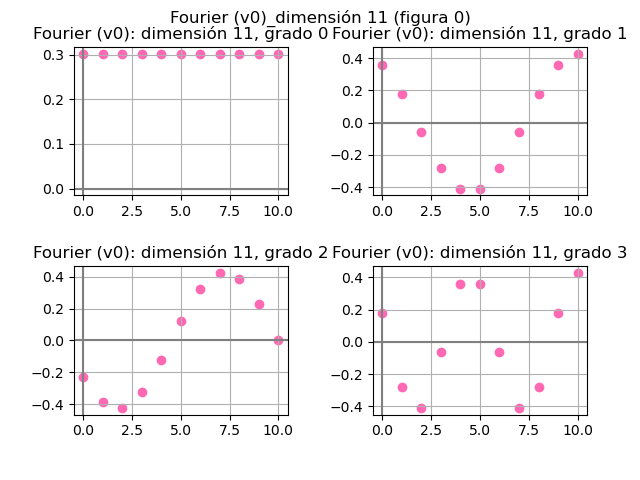 Fourier (v0)_dimensión 11 (figura 0)
Fourier (v0): dimensión 11, grado 0
0.3
0.2
0.1
0.0
0.0 2.5 5.0 7.5 10.0
Fourier (v0): dimensión 11, grado 1
0.4
0.2
0.0
−0.2
−0.4
0.0 2.5 5.0 7.5 10.0
Fourier (v0): dimensión 11, grado 2
0.4
0.2
0.0
−0.2
−0.4
0.0 2.5 5.0 7.5 10.0
Fourier (v0): dimensión 11, grado 3
0.4
0.2
0.0
−0.2
−0.4
0.0 2.5 5.0 7.5 10.0